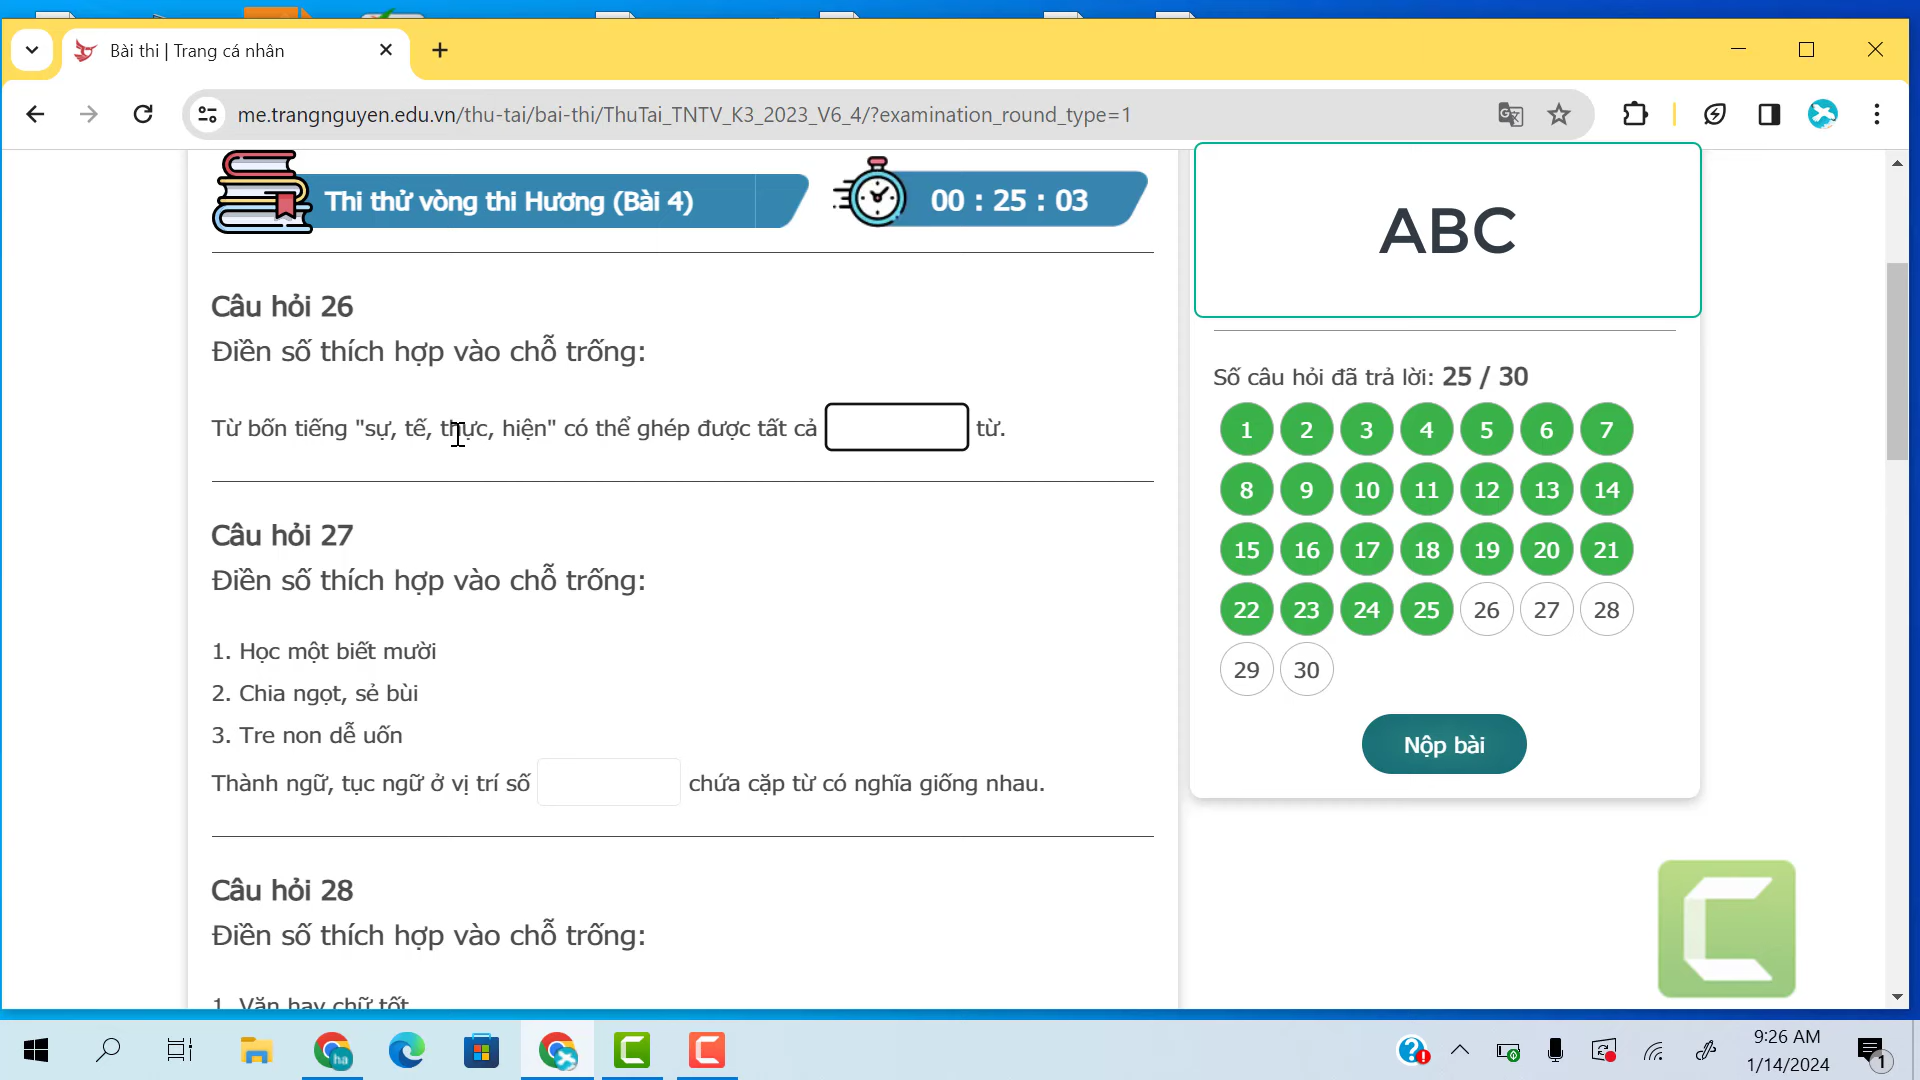 Bài thi | Trang cá nhân
me.trangnguyen.edu.vn/thu-tai/bai-thi/ThuTai_TNTV_K3_2023_V6_4/?examination_round_type=1
Thi thử vòng thi Hương (Bài 4)
00 : 25 : 03
Câu hỏi 26
Điền số thích hợp vào chỗ trống:
Từ bốn tiếng "sự, tế, thực, hiện" có thể ghép được tất cả từ.
Câu hỏi 27
Điền số thích hợp vào chỗ trống:
1. Học một biết mười
2. Chia ngọt, sẻ bùi
3. Tre non dễ uốn
Thành ngữ, tục ngữ ở vị trí số chứa cặp từ có nghĩa giống nhau.
Câu hỏi 28
Điền số thích hợp vào chỗ trống:
1. Văn hay chữ tốt
ABC
Số câu hỏi đã trả lời: 25 / 30
1 2 3 4 5 6 7
8 9 10 11 12 13 14
15 16 17 18 19 20 21
22 23 24 25 26 27 28
29 30
Nộp bài
ha
9:26 AM
1/14/2024
1